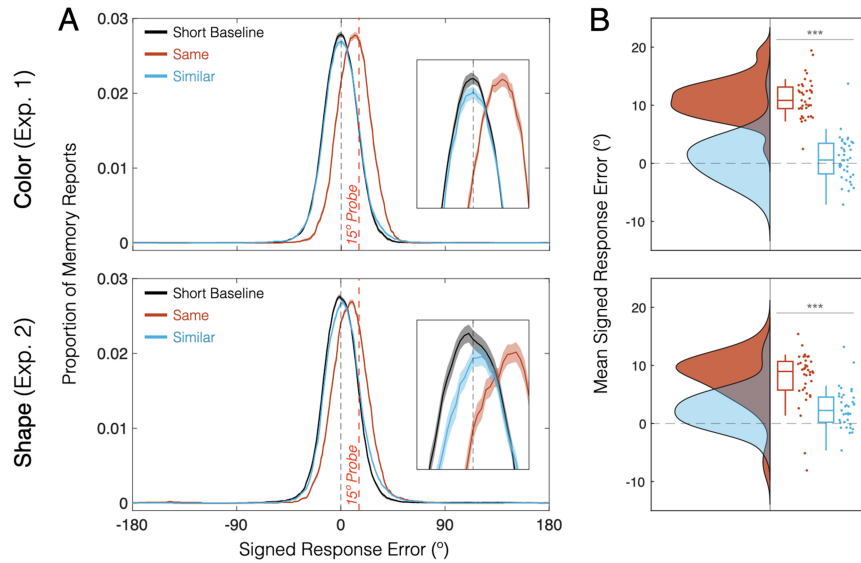 A
B
Color (Exp. 1)
Shape (Exp. 2)
Proportion of Memory Reports
0.03
0.02
0.01
0
Short Baseline
Same
Similar
15º Probe
0.03
0.02
0.01
0
Short Baseline
Same
Similar
15º Probe
-180
-90
0
90
180
Signed Response Error (º)
Mean Signed Response Error (º)
20
10
0
-10
***
20
10
0
-10
***